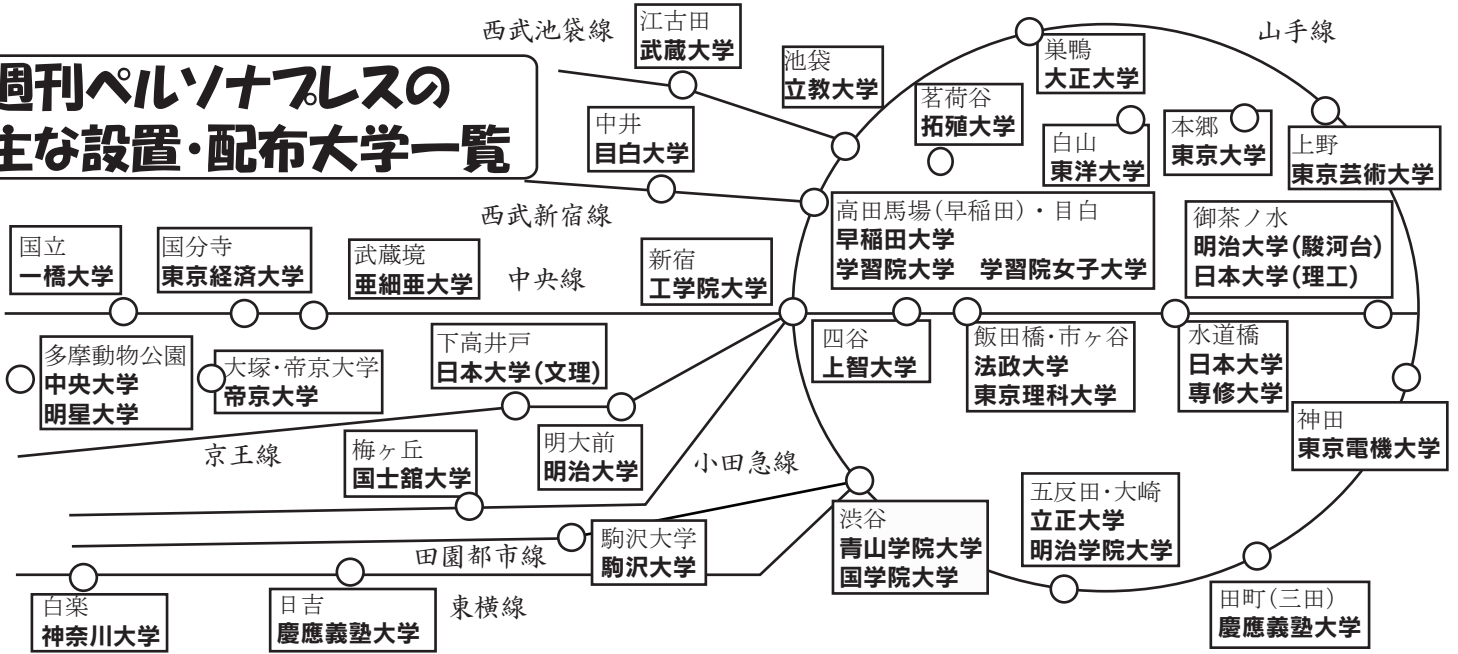 週刊ペルソナプレスの
主な設置・配布大学一覧
西武池袋線
江古田
武蔵大学
池袋
立教大学
巣鴨
大正大学
山手線
中井
目白大学
茗荷谷
拓殖大学
白山
東洋大学
本郷
東京大学
上野
東京芸術大学
西武新宿線
高田馬場(早稲田)・目白
早稲田大学
学習院大学　学習院女子大学
御茶ノ水
明治大学(駿河台)
日本大学(理工)
国立
一橋大学
国分寺
東京経済大学
武蔵境
亜細亜大学
中央線
新宿
工学院大学
多摩動物公園
中央大学
明星大学
大塚・帝京大学
帝京大学
下高井戸
日本大学(文理)
四谷
上智大学
飯田橋・市ヶ谷
法政大学
東京理科大学
水道橋
日本大学
専修大学
神田
東京電機大学
京王線
梅ヶ丘
国士舘大学
明大前
明治大学
小田急線
渋谷
青山学院大学
国学院大学
五反田・大崎
立正大学
明治学院大学
田園都市線
駒沢大学
駒沢大学
白楽
神奈川大学
日吉
慶應義塾大学
東横線
田町(三田)
慶應義塾大学